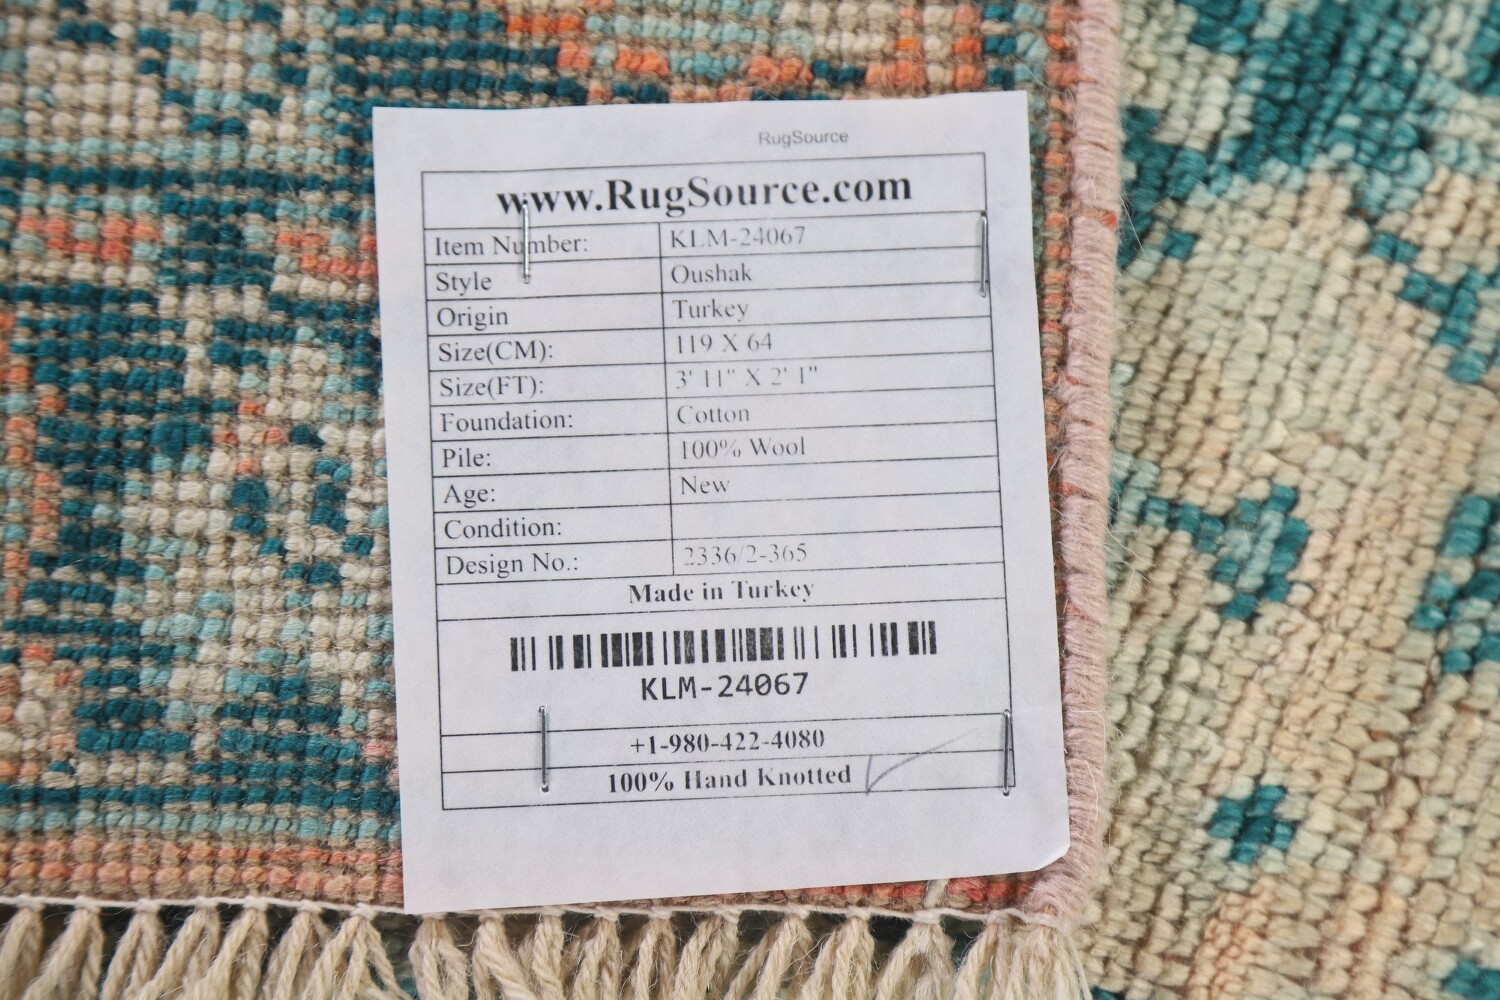 RugSource
www.RugSource.com
Item Number: KLM-24067
Style Oushak
Origin Turkey
Size(CM): 119 X 64
Size(FT): 3' 11" X 2' 1"
Foundation: Cotton
Pile: 100% Wool
Age: New
Condition:
Design No.: 2336/2-365
Made in Turkey
KLM-24067
+1-980-422-4080
100% Hand Knotted